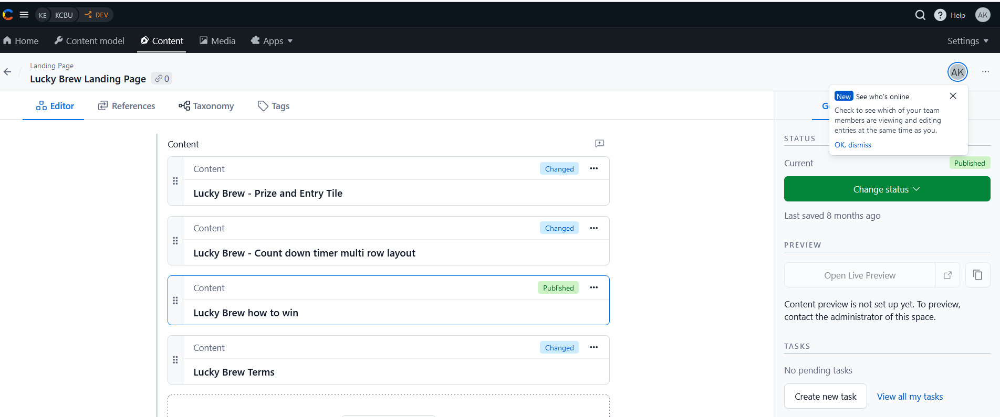 KE KCBU DEV
Help AK
Home Content model Content Media Apps Settings
Landing Page
Lucky Brew Landing Page 0
AK
Editor References Taxonomy Tags
New See who's online
Check to see which of your team
members are viewing and editing
entries at the same time as you.
OK, dismiss
Content
Content Changed
Lucky Brew - Prize and Entry Tile
Content Changed
Lucky Brew - Count down timer multi row layout
Content Published
Lucky Brew how to win
Content Changed
Lucky Brew Terms
STATUS
Current Published
Change status
Last saved 8 months ago
PREVIEW
Open Live Preview
Content preview is not set up yet. To preview,
contact the administrator of this space.
TASKS
No pending tasks
Create new task View all my tasks